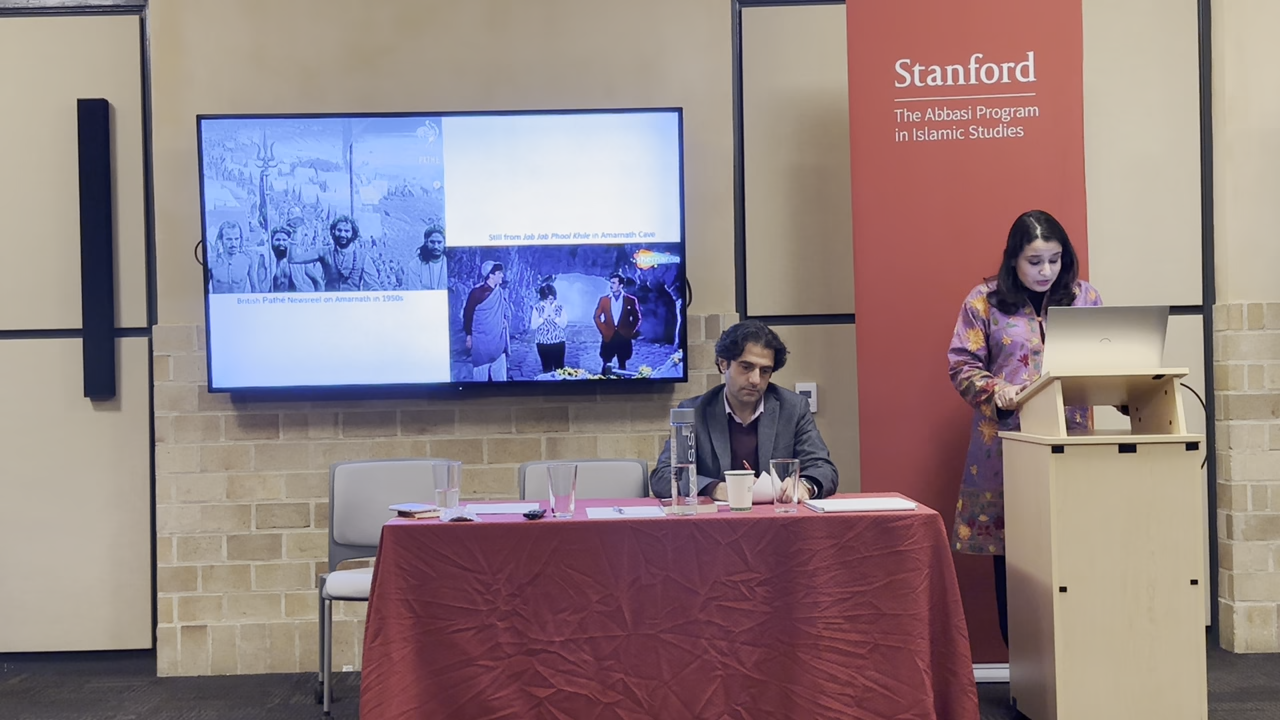 Stanford
The Abbasi Program
in Islamic Studies
Still from Jab Jab Phool Khile in Amarnath Cave
shemaroo
British Pathé Newsreel on Amarnath in 1950s